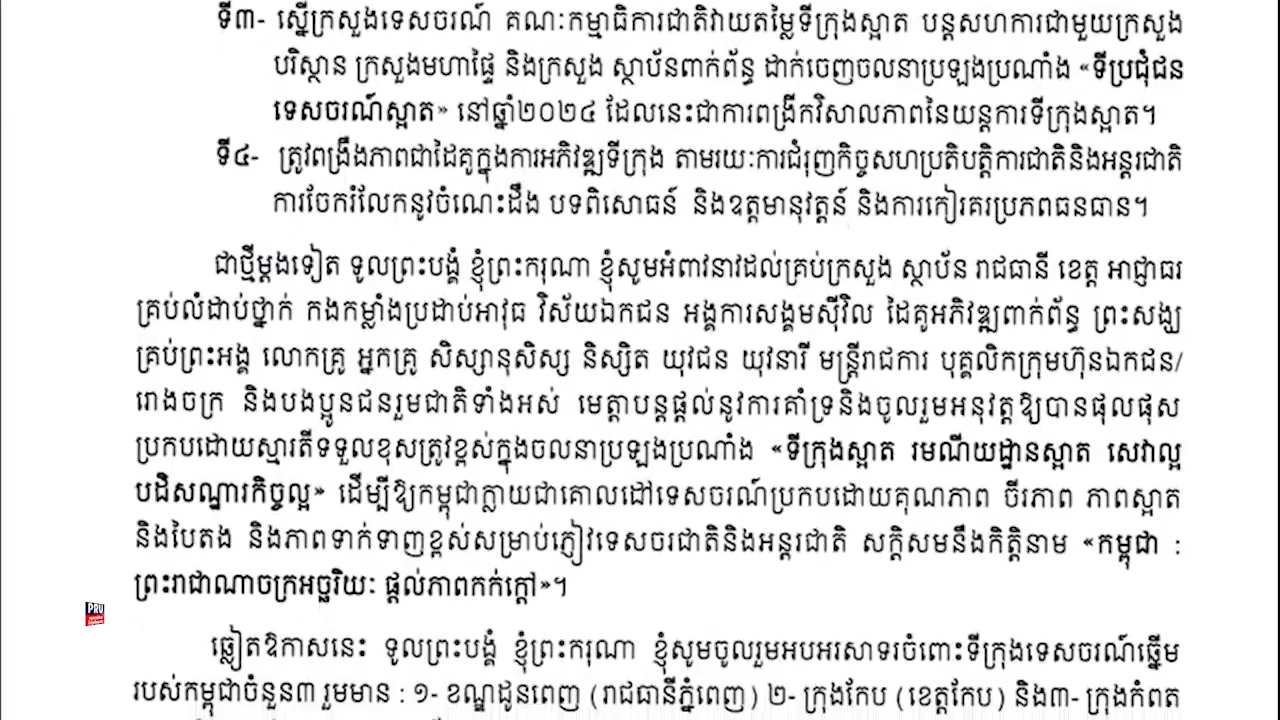 ទី៣- ស្នើក្រសួងទេសចរណ៍ គណៈកម្មាធិការជាតិវាយតម្លៃទីក្រុងស្អាត បន្តសហការជាមួយក្រសួង
បរិស្ថាន ក្រសួងមហាផ្ទៃ និងក្រសួង ស្ថាប័នពាក់ព័ន្ធ ដាក់ចេញចលនាប្រឡងប្រណាំង «ទីប្រជុំជន
ទេសចរណ៍ស្អាត» នៅឆ្នាំ២០២៤ ដែលនេះជាការពង្រីកវិសាលភាពនៃយន្តការទីក្រុងស្អាត។
ទី៤- ត្រូវពង្រឹងភាពជាដៃគូក្នុងការអភិវឌ្ឍទីក្រុង តាមរយៈការជំរុញកិច្ចសហប្រតិបត្តិការជាតិនិងអន្តរជាតិ
ការចែករំលែកនូវចំណេះដឹង បទពិសោធន៍ និងឧត្តមានុវត្តន៍ និងការកៀរគរប្រភពធនធាន។
ជាថ្មីម្តងទៀត ទូលព្រះបង្គំ ខ្ញុំព្រះករុណា ខ្ញុំសូមអំពាវនាវដល់គ្រប់ក្រសួង ស្ថាប័ន រាជធានី ខេត្ត អាជ្ញាធរ
គ្រប់លំដាប់ថ្នាក់ កងកម្លាំងប្រដាប់អាវុធ វិស័យឯកជន អង្គការសង្គមស៊ីវិល ដៃគូអភិវឌ្ឍពាក់ព័ន្ធ ព្រះសង្ឃ
គ្រប់ព្រះអង្គ លោកគ្រូ អ្នកគ្រូ សិស្សានុសិស្ស និស្សិត យុវជន យុវនារី មន្ត្រីរាជការ បុគ្គលិកក្រុមហ៊ុនឯកជន/
រោងចក្រ និងបងប្អូនជនរួមជាតិទាំងអស់ មេត្តាបន្តផ្តល់នូវការគាំទ្រនិងចូលរួមអនុវត្តឱ្យបានផុលផុស
ប្រកបដោយស្មារតីទទួលខុសត្រូវខ្ពស់ក្នុងចលនាប្រឡងប្រណាំង «ទីក្រុងស្អាត រមណីយដ្ឋានស្អាត សេវាល្អ
បដិសណ្ឋារកិច្ចល្អ» ដើម្បីឱ្យកម្ពុជាក្លាយជាគោលដៅទេសចរណ៍ប្រកបដោយគុណភាព ចីរភាព ភាពស្អាត
និងបៃតង និងភាពទាក់ទាញខ្ពស់សម្រាប់ភ្ញៀវទេសចរជាតិនិងអន្តរជាតិ សក្តិសមនឹងកិត្តិនាម «កម្ពុជា :
ព្រះរាជាណាចក្រអច្ឆរិយៈ ផ្តល់ភាពកក់ក្តៅ»។
PRU
ឆ្លៀតឱកាសនេះ ទូលព្រះបង្គំ ខ្ញុំព្រះករុណា ខ្ញុំសូមចូលរួមអបអរសាទរចំពោះទីក្រុងទេសចរណ៍ឆ្នើម
របស់កម្ពុជាចំនួន៣ រួមមាន : ១- ខណ្ឌដូនពេញ (រាជធានីភ្នំពេញ) ២- ក្រុងកែប (ខេត្តកែប) និង៣- ក្រុងកំពត